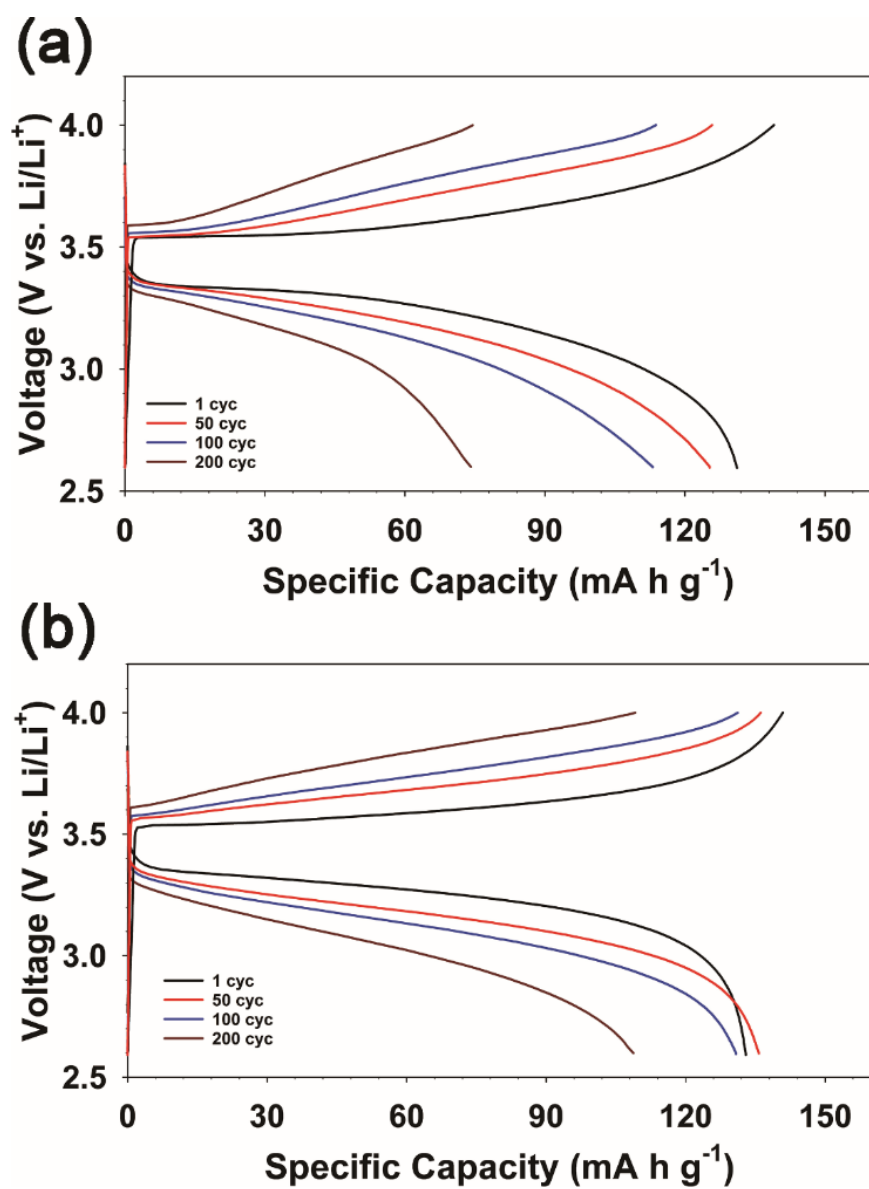 (a)
Voltage (V vs. Li/Li⁺)
4.0
3.5
3.0
2.5
1 cyc
50 cyc
100 cyc
200 cyc
0 30 60 90 120 150
Specific Capacity (mA h g⁻¹)
(b)
Voltage (V vs. Li/Li⁺)
4.0
3.5
3.0
2.5
1 cyc
50 cyc
100 cyc
200 cyc
0 30 60 90 120 150
Specific Capacity (mA h g⁻¹)